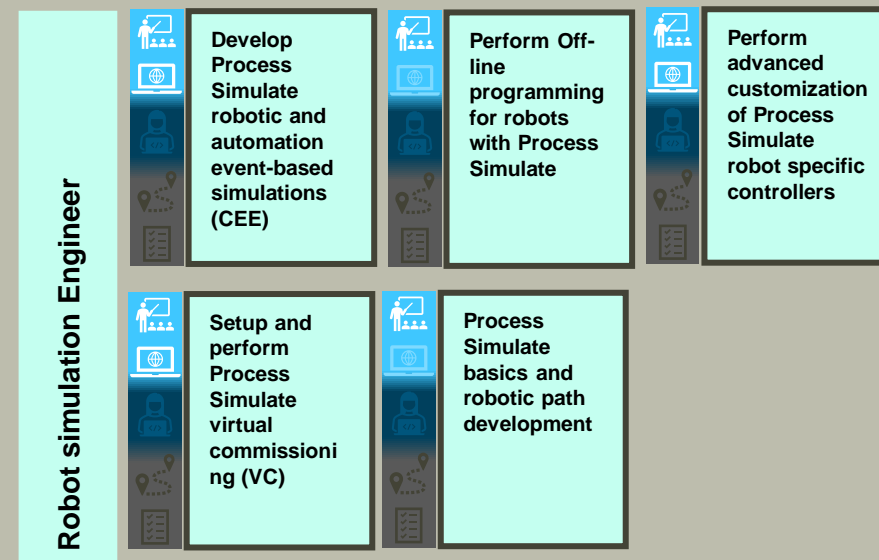 Robot simulation Engineer
Develop
Process
Simulate
robotic and
automation
event-based
simulations
(CEE)
Perform Off-
line
programming
for robots
with Process
Simulate
Perform
advanced
customization
of Process
Simulate
robot specific
controllers
Setup and
perform
Process
Simulate
virtual
commissioni
ng (VC)
Process
Simulate
basics and
robotic path
development